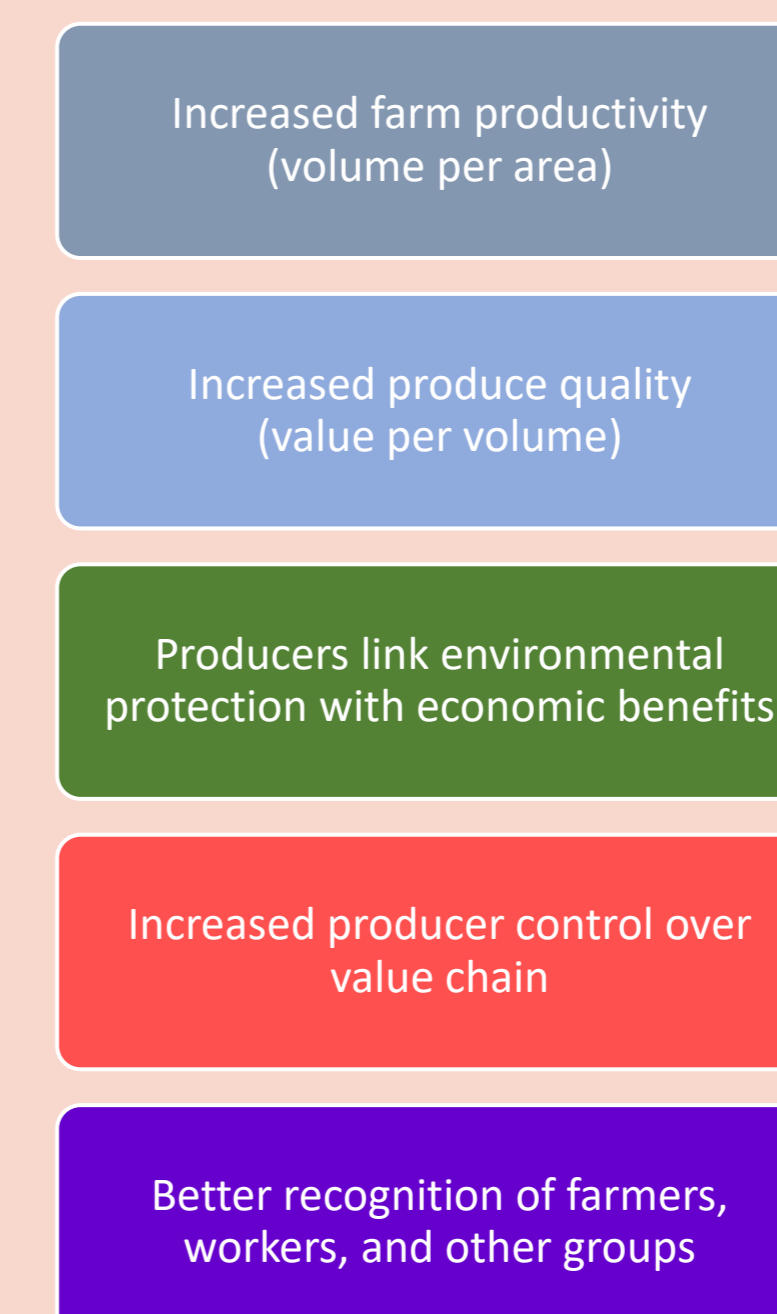 Increased farm productivity
(volume per area)
Increased produce quality
(value per volume)
Producers link environmental
protection with economic benefits
Increased producer control over
value chain
Better recognition of farmers,
workers, and other groups